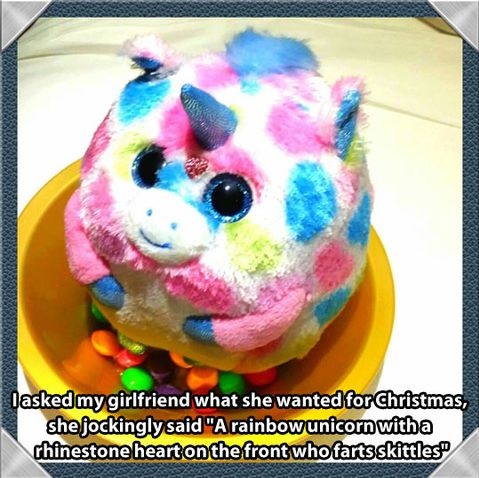 I asked my girlfriend what she wanted for Christmas,
she jockingly said "A rainbow unicorn with a
rhinestone heart on the front who farts skittles"